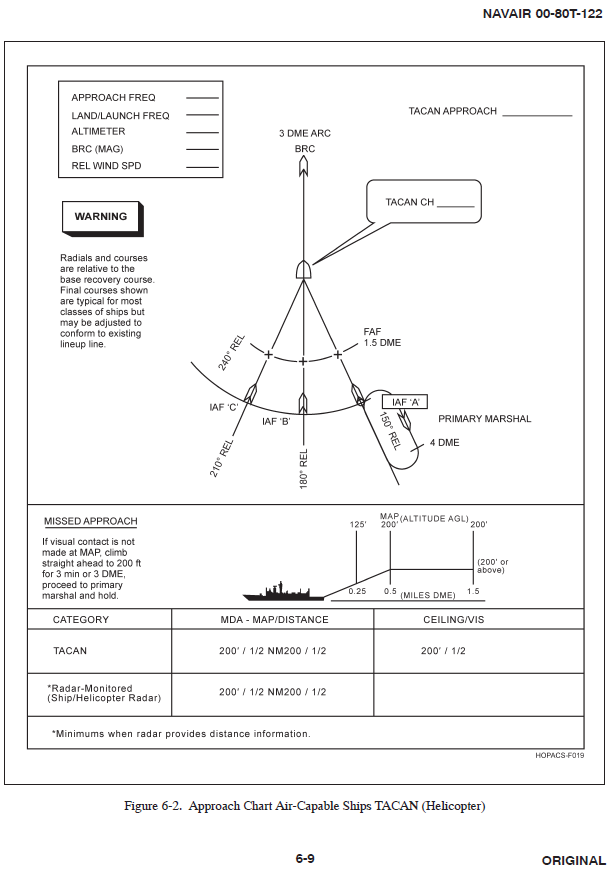 NAVAIR 00-80T-122
APPROACH FREQ
LAND/LAUNCH FREQ
ALTIMETER
BRC (MAG)
REL WIND SPD
TACAN APPROACH
3 DME ARC
BRC
TACAN CH
WARNING
Radials and courses
are relative to the
base recovery course.
Final courses shown
are typical for most
classes of ships but
may be adjusted to
conform to existing
lineup line.
240° REL
FAF
1.5 DME
IAF ‘C’
IAF ‘B’
IAF ‘A’
150° REL
PRIMARY MARSHAL
4 DME
210° REL
180° REL
MISSED APPROACH
If visual contact is not
made at MAP, climb
straight ahead to 200 ft
for 3 min or 3 DME,
proceed to primary
marshal and hold.
MAP (ALTITUDE AGL)
125’ 200’ 200’
(200’ or
above)
0.25 0.5 (MILES DME) 1.5
CATEGORY MDA - MAP/DISTANCE CEILING/VIS
TACAN 200’ / 1/2 NM200 / 1/2 200’ / 1/2
*Radar-Monitored
(Ship/Helicopter Radar) 200’ / 1/2 NM200 / 1/2
*Minimums when radar provides distance information.
HOPACS-F019
Figure 6-2. Approach Chart Air-Capable Ships TACAN (Helicopter)
6-9
ORIGINAL